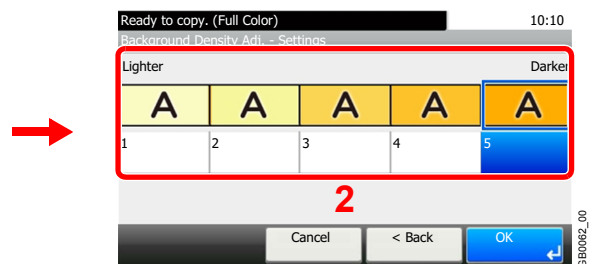 Ready to copy. (Full Color) 10:10
Background Density Adj. - Settings
Lighter Darker
A A A A A
1 2 3 4 5
2
Cancel < Back OK
GB0062_00